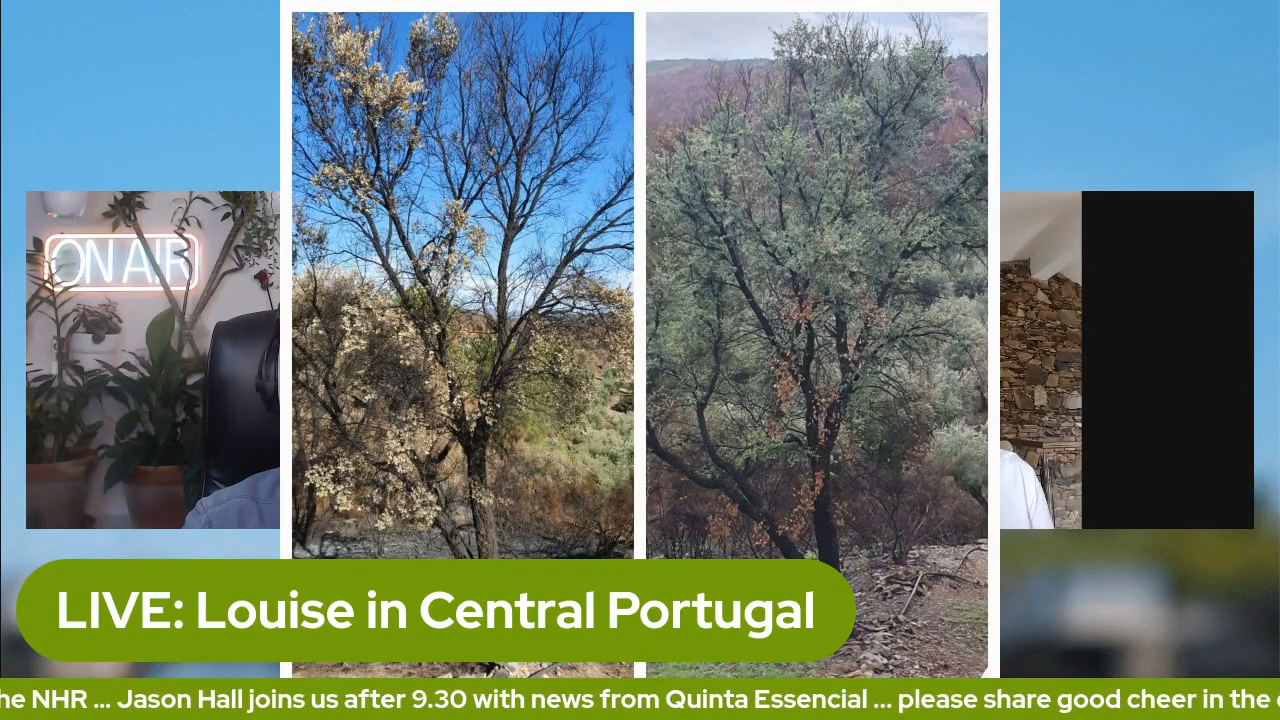 ON AIR
LIVE: Louise in Central Portugal
he NHR ... Jason Hall joins us after 9.30 with news from Quinta Essencial ... please share good cheer in the